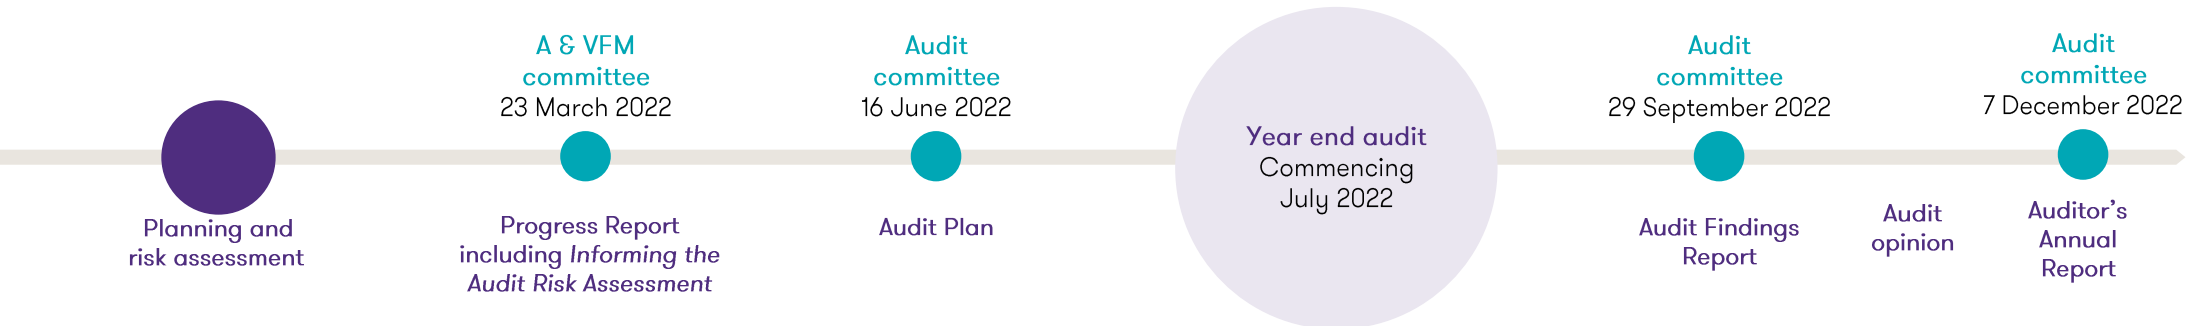 Planning and
risk assessment
A & VFM
committee
23 March 2022
Progress Report
including Informing the
Audit Risk Assessment
Audit
committee
16 June 2022
Audit Plan
Year end audit
Commencing
July 2022
Audit
committee
29 September 2022
Audit Findings
Report
Audit
opinion
Audit
committee
7 December 2022
Auditor’s
Annual
Report